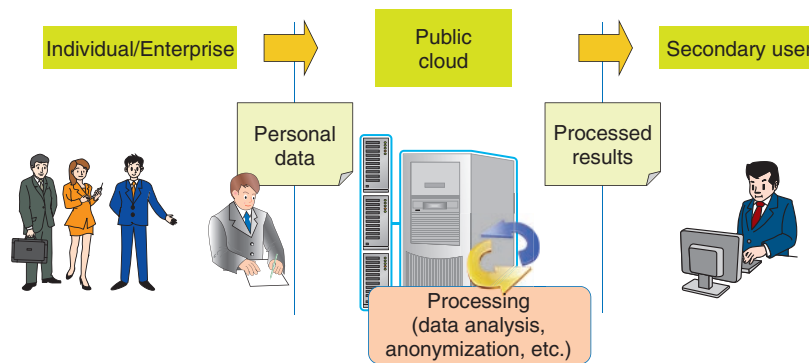 Individual/Enterprise
Public
cloud
Secondary user
Personal
data
Processed
results
Processing
(data analysis,
anonymization, etc.)